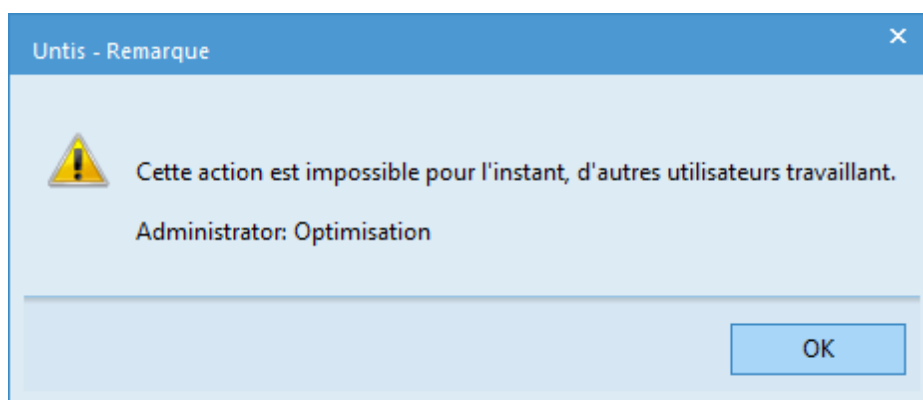 Untis - Remarque
Cette action est impossible pour l'instant, d'autres utilisateurs travaillant.
Administrator: Optimisation
OK